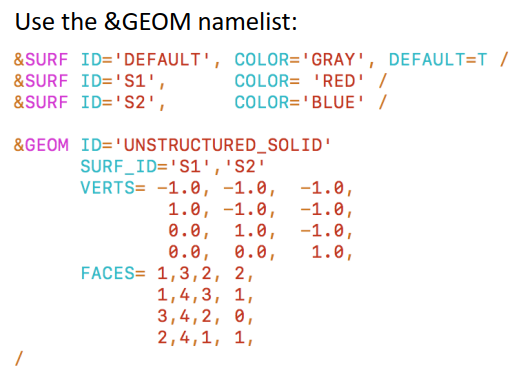 Use the &GEOM namelist:
&SURF ID='DEFAULT', COLOR='GRAY', DEFAULT=T /
&SURF ID='S1', COLOR= 'RED' /
&SURF ID='S2', COLOR='BLUE' /
&GEOM ID='UNSTRUCTURED_SOLID'
SURF_ID='S1','S2'
VERTS= -1.0, -1.0, -1.0,
1.0, -1.0, -1.0,
0.0, 1.0, -1.0,
0.0, 0.0, 1.0,
FACES= 1,3,2, 2,
1,4,3, 1,
3,4,2, 0,
2,4,1, 1,
/